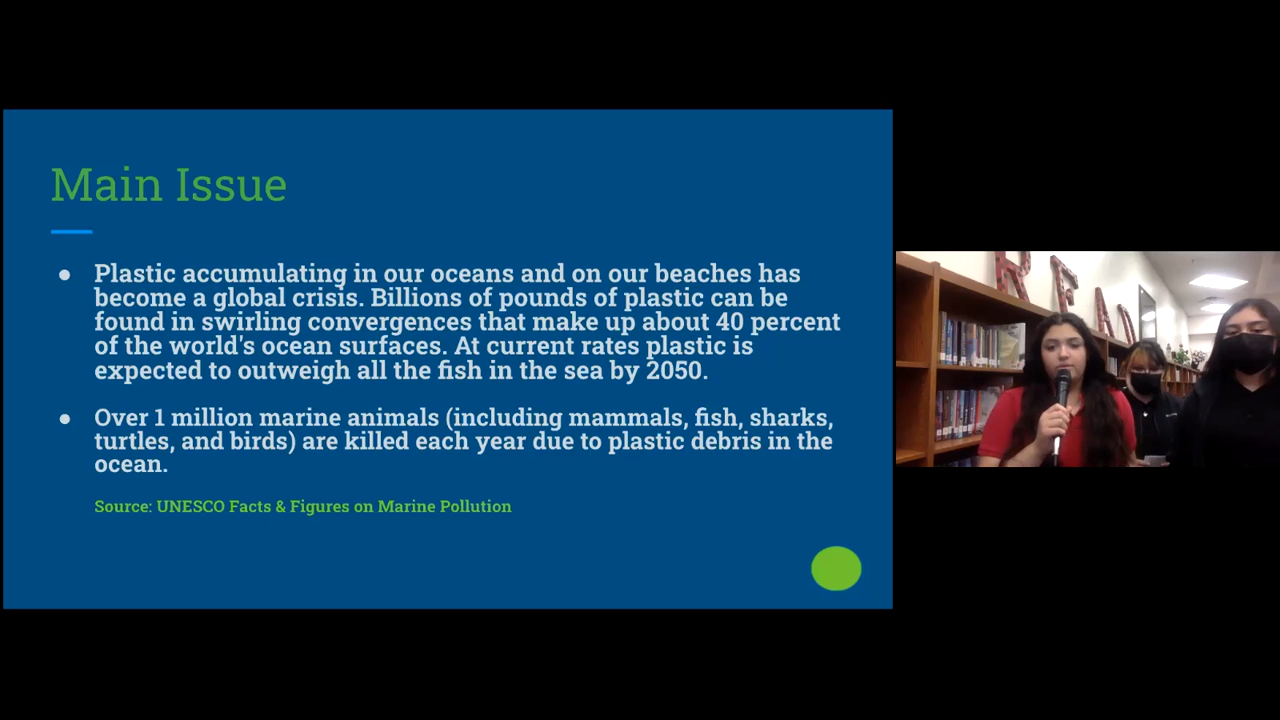 Main Issue
● Plastic accumulating in our oceans and on our beaches has
become a global crisis. Billions of pounds of plastic can be
found in swirling convergences that make up about 40 percent
of the world's ocean surfaces. At current rates plastic is
expected to outweigh all the fish in the sea by 2050.
● Over 1 million marine animals (including mammals, fish, sharks,
turtles, and birds) are killed each year due to plastic debris in the
ocean.
Source: UNESCO Facts & Figures on Marine Pollution